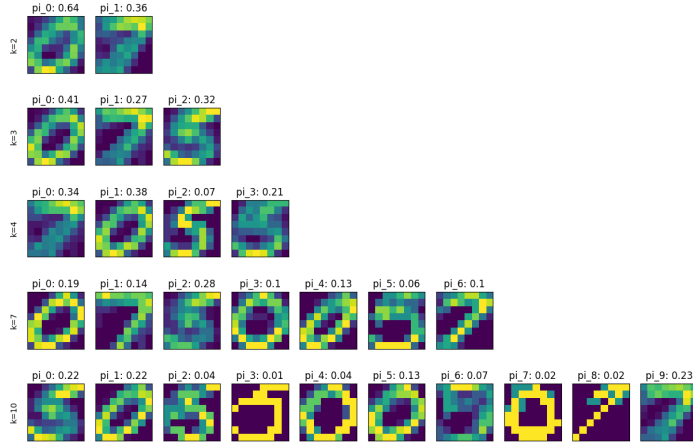 pi_0: 0.64 pi_1: 0.36
k=2
pi_0: 0.41 pi_1: 0.27 pi_2: 0.32
k=3
pi_0: 0.34 pi_1: 0.38 pi_2: 0.07 pi_3: 0.21
k=4
pi_0: 0.19 pi_1: 0.14 pi_2: 0.28 pi_3: 0.1 pi_4: 0.13 pi_5: 0.06 pi_6: 0.1
k=7
pi_0: 0.22 pi_1: 0.22 pi_2: 0.04 pi_3: 0.01 pi_4: 0.04 pi_5: 0.13 pi_6: 0.07 pi_7: 0.02 pi_8: 0.02 pi_9: 0.23
k=10